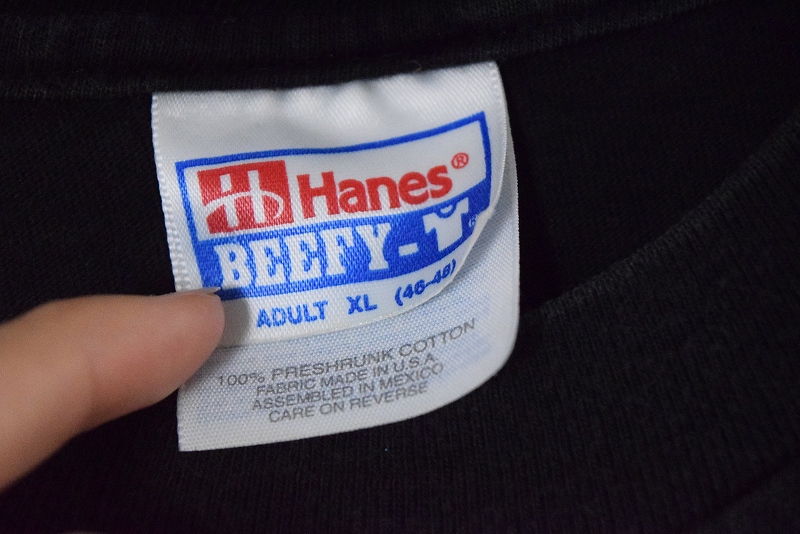 Hanes®
BEEFY-T
ADULT XL (46-48)
100% PRESHRUNK COTTON
FABRIC MADE IN U.S.A.
ASSEMBLED IN MEXICO
CARE ON REVERSE